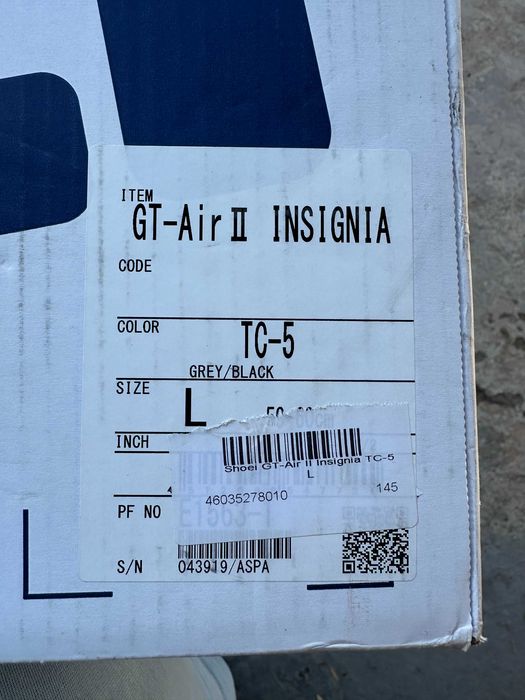 ITEM
GT-AirⅡ INSIGNIA
CODE
COLOR
TC-5
GREY/BLACK
SIZE
L
INCH
Shoei GT-Air II Insignia TC-5
L
46035278010
145
PF NO
S/N
043919/ASPA